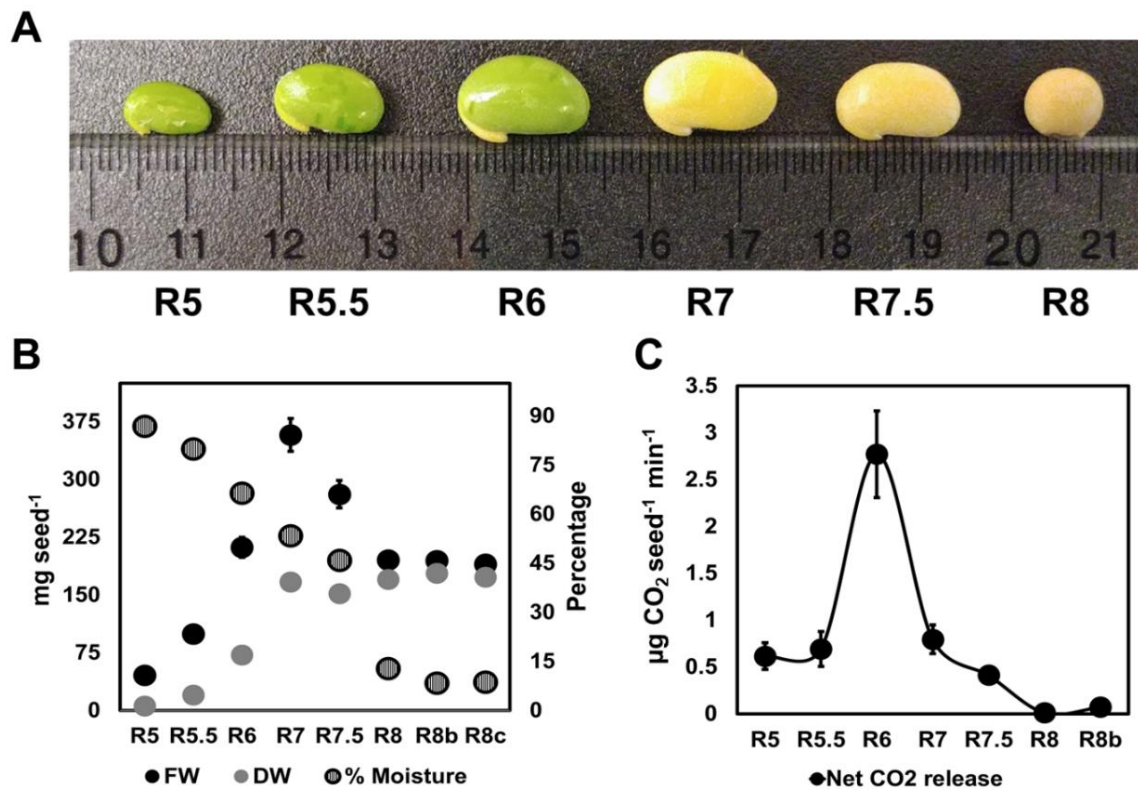 A
10 11 12 13 14 15 16 17 18 19 20 21
R5 R5.5 R6 R7 R7.5 R8
B
mg seed-1
375
300
225
150
75
0
90
75
60
45
30
15
0
Percentage
R5 R5.5 R6 R7 R7.5 R8 R8b R8c
FW DW % Moisture
C
µg CO2 seed-1 min-1
3.5
3
2.5
2
1.5
1
0.5
0
R5 R5.5 R6 R7 R7.5 R8 R8b
Net CO2 release